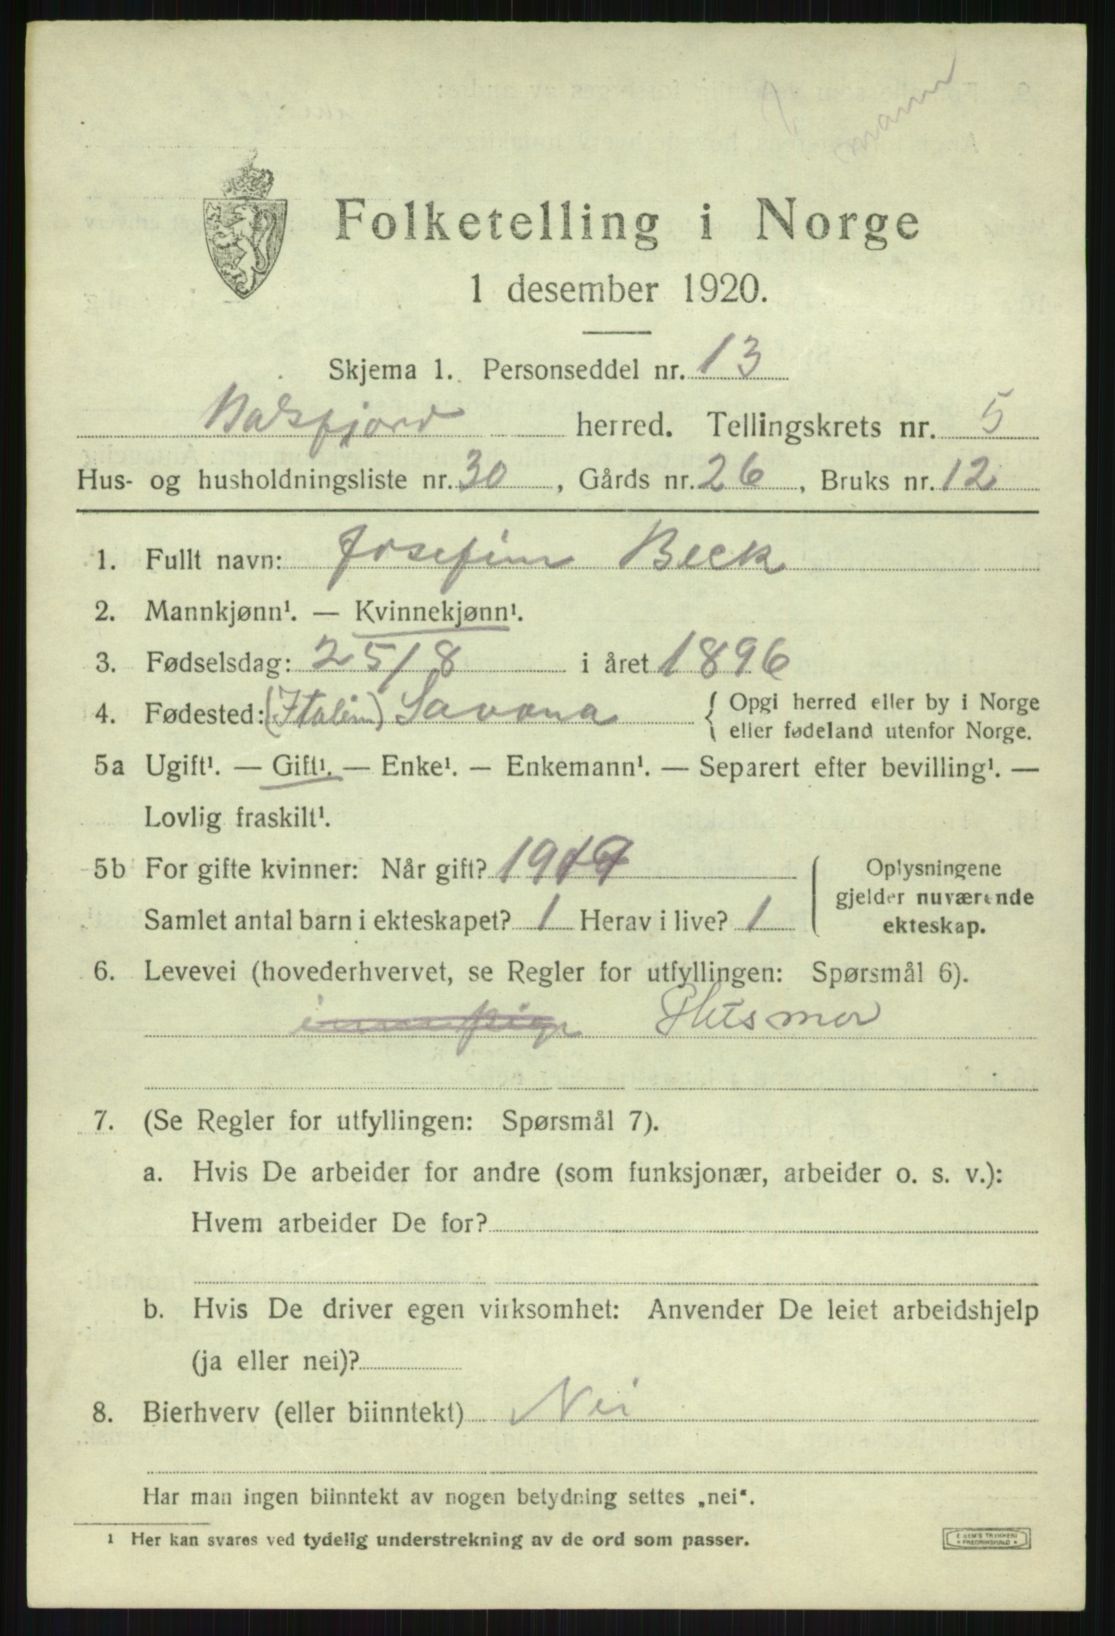 mann
Folketelling i Norge
1 desember 1920.
Skjema 1. Personseddel nr. 13
Balsfjord herred. Tellingskrets nr. 5
Hus- og husholdningsliste nr. 30, Gårds nr. 26, Bruks nr. 12
1. Fullt navn: Josefine Beck
2. Mannkjønn¹. — Kvinnekjønn¹.
3. Fødselsdag: 25/8 i året 1896
4. Fødested: (Italien) Savona { Opgi herred eller by i Norge
eller fødeland utenfor Norge.
5a Ugift¹. — Gift¹. — Enke¹. — Enkemann¹. — Separert efter bevilling¹. —
Lovlig fraskilt¹.
5b For gifte kvinner: Når gift? 1919
Samlet antal barn i ekteskapet? 1 Herav i live? 1
Oplysningene
gjelder nuværende
ekteskap.
6. Levevei (hovederhvervet, se Regler for utfyllingen: Spørsmål 6).
Husmor
7. (Se Regler for utfyllingen: Spørsmål 7).
a. Hvis De arbeider for andre (som funksjonær, arbeider o. s. v.):
Hvem arbeider De for?
b. Hvis De driver egen virksomhet: Anvender De leiet arbeidshjelp
(ja eller nei)?
8. Bierhverv (eller biinntekt) Nei
Har man ingen biinntekt av nogen betydning settes „nei“.
¹ Her kan svares ved tydelig understrekning av de ord som passer.